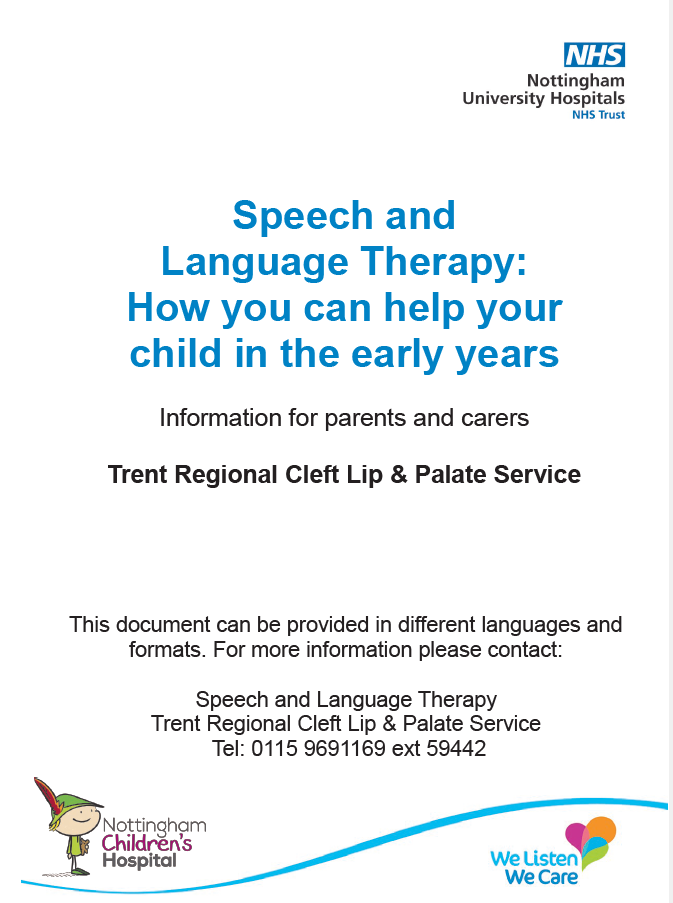 NHS
Nottingham
University Hospitals
NHS Trust
Speech and
Language Therapy:
How you can help your
child in the early years
Information for parents and carers
Trent Regional Cleft Lip & Palate Service
This document can be provided in different languages and
formats. For more information please contact:
Speech and Language Therapy
Trent Regional Cleft Lip & Palate Service
Tel: 0115 9691169 ext 59442
Nottingham
Children's
Hospital
We Listen
We Care